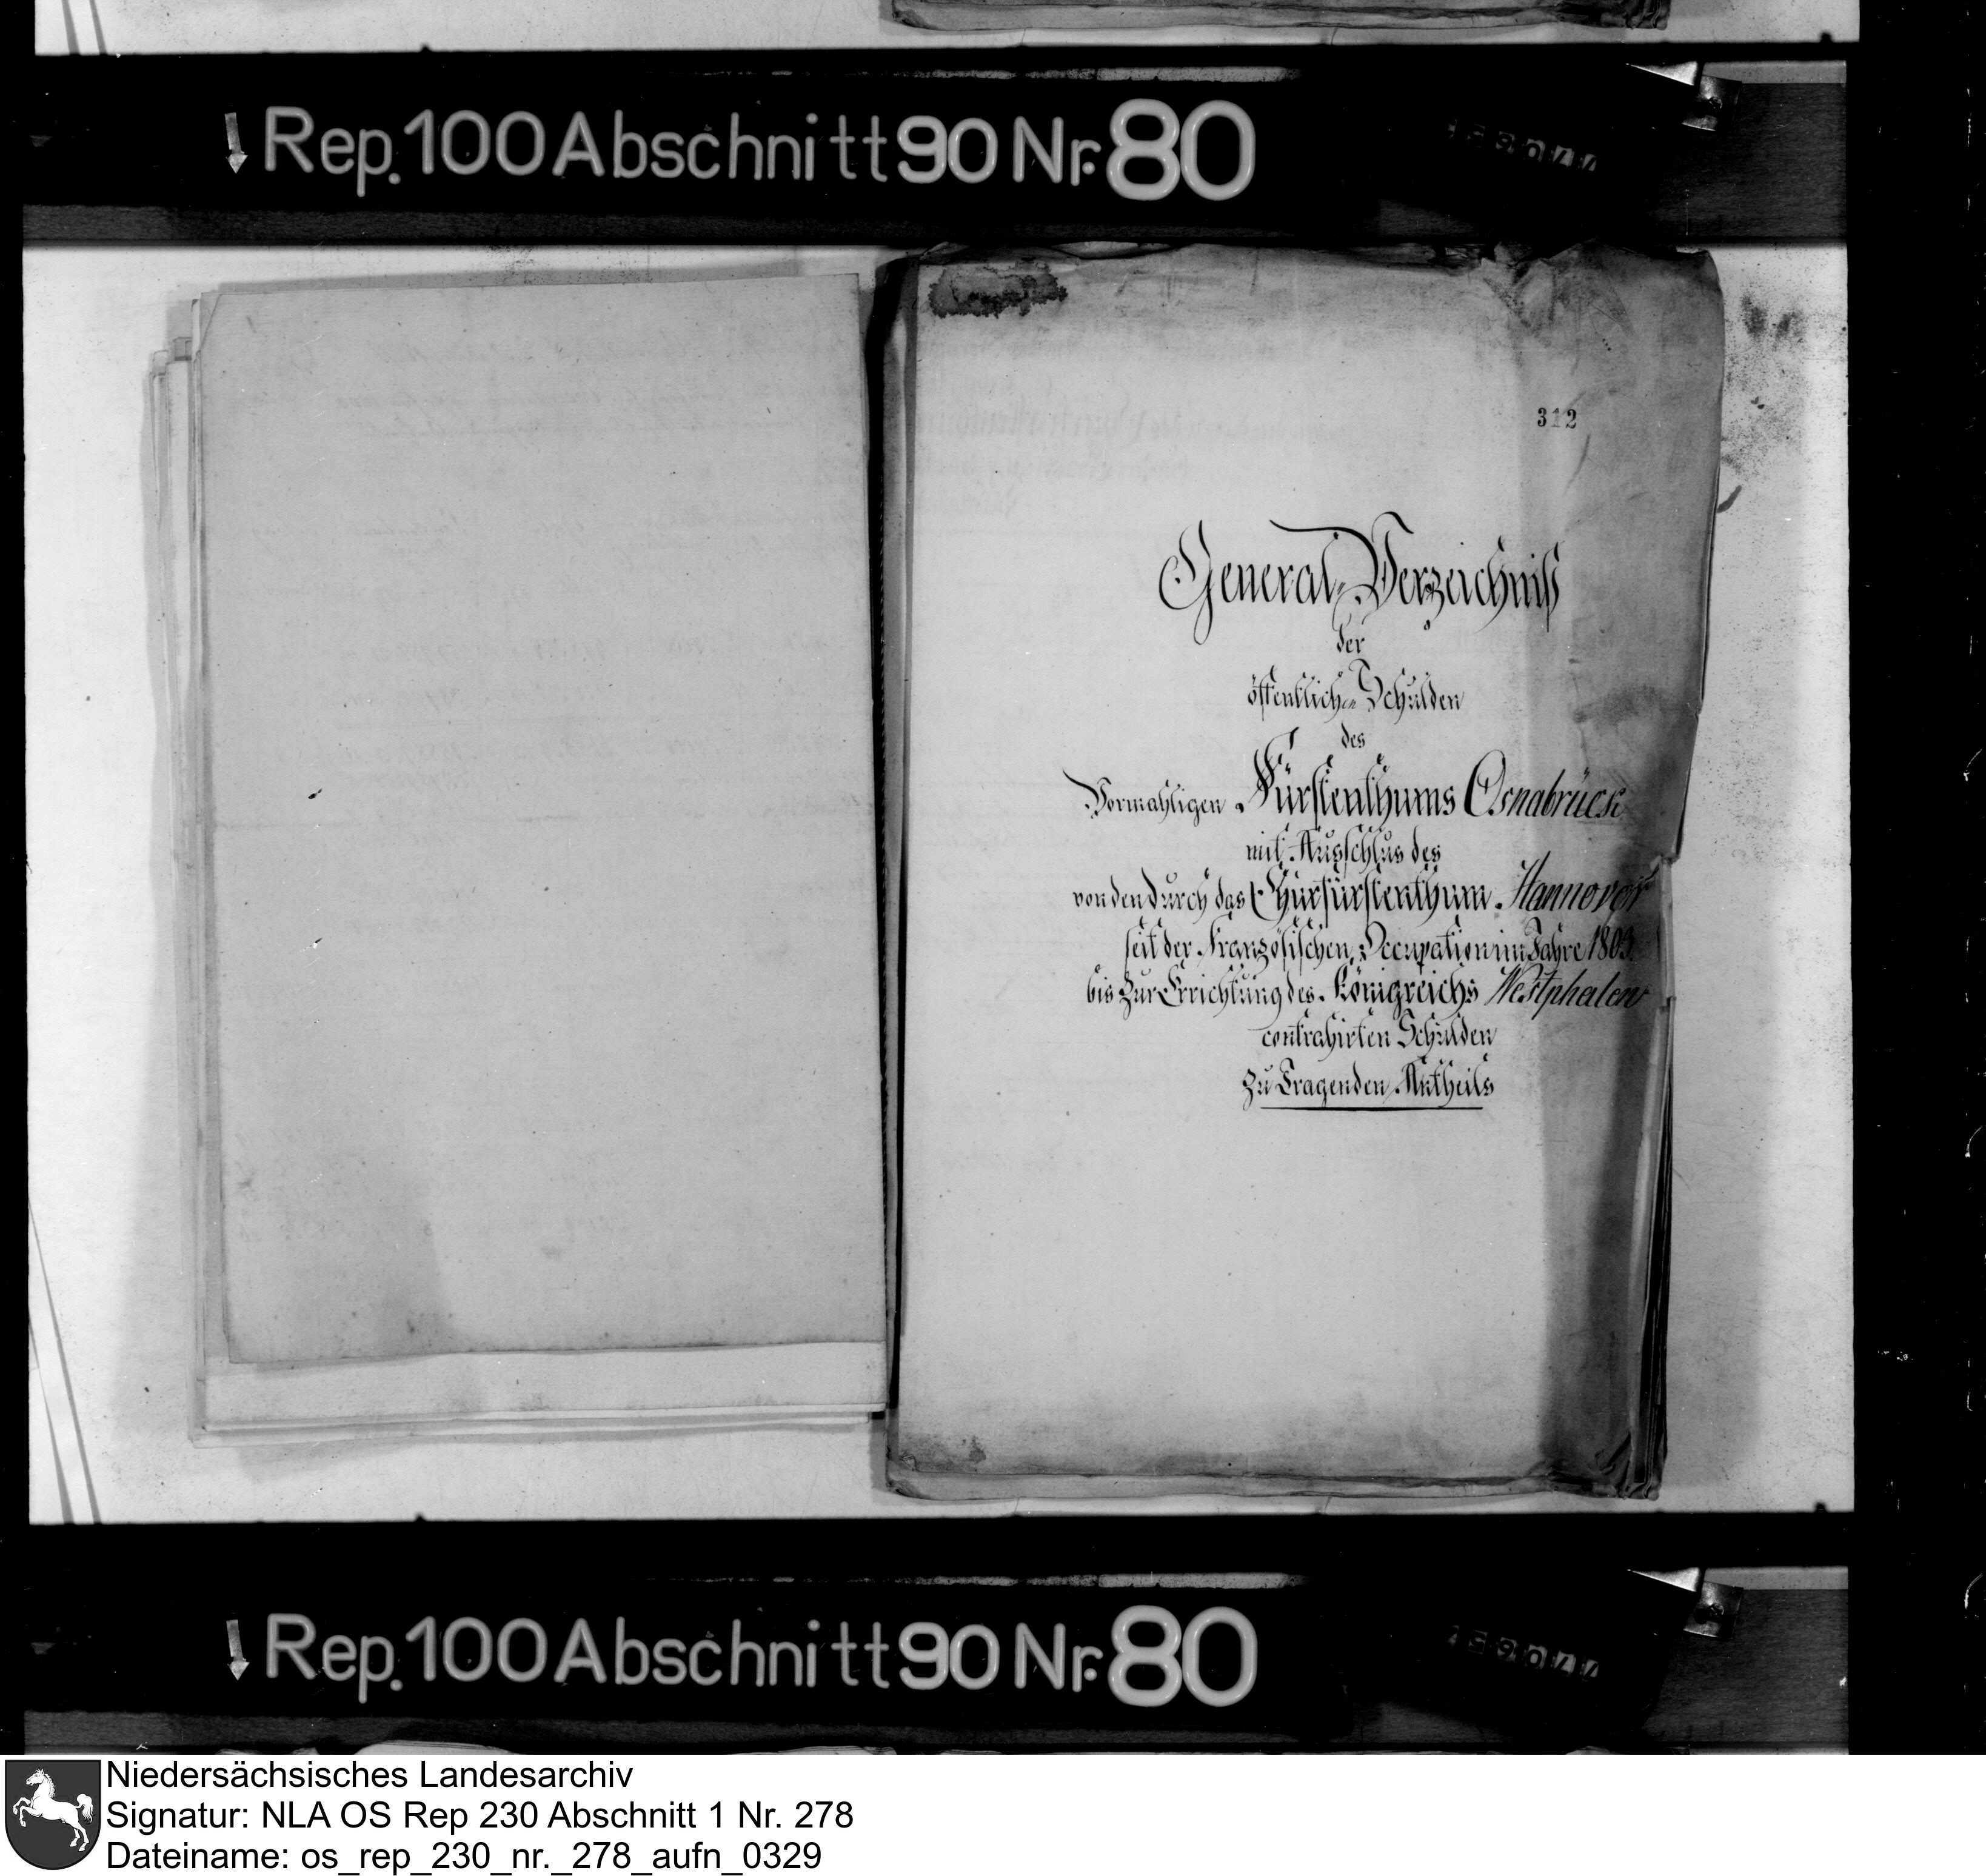 Rep. 100 Abschnitt 90 Nr. 80
312
General-Verzeichniß
der
öffentlichen Schulden
des
Vormahligen Fürstenthums Osnabrück
mit Ausschlus des
von den durch das Churfürstenthum Hannover
seit der Französischen Occupation im Jahre 1803.
bis zur Errichtung des Königreichs Westphalen
contrahirten Schulden
zu tragenden Antheils
Rep. 100 Abschnitt 90 Nr. 80
Niedersächsisches Landesarchiv
Signatur: NLA OS Rep 230 Abschnitt 1 Nr. 278
Dateiname: os_rep_230_nr._278_aufn_0329